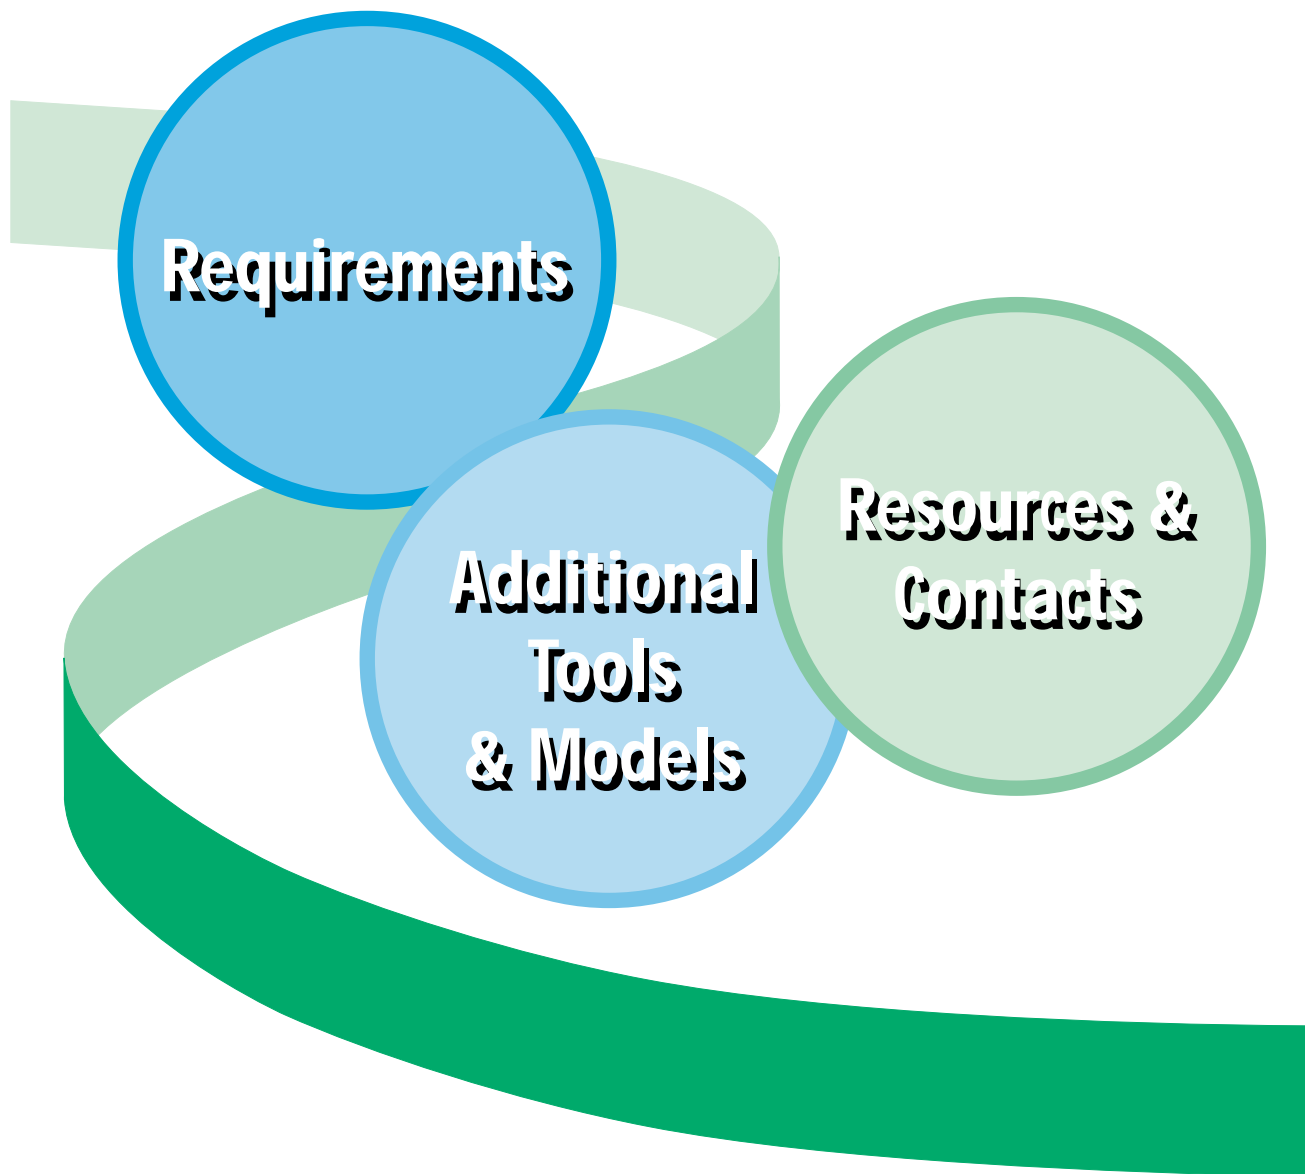 Requirements
Additional
Tools
& Models
Resources &
Contacts